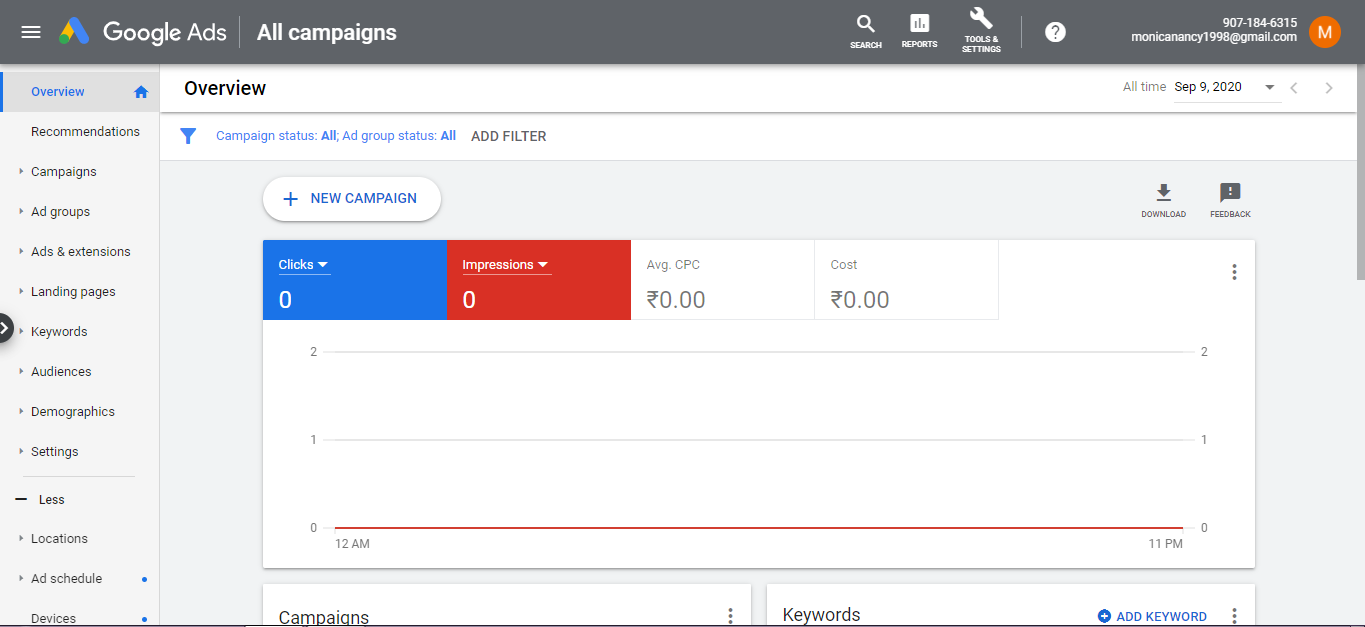 Google Ads
All campaigns
SEARCH
REPORTS
TOOLS &
SETTINGS
?
907-184-6315
monicanancy1998@gmail.com
M
Overview
Recommendations
Campaigns
Ad groups
Ads & extensions
Landing pages
Keywords
Audiences
Demographics
Settings
Less
Locations
Ad schedule
Devices
Overview
All time Sep 9, 2020
Campaign status: All; Ad group status: All ADD FILTER
NEW CAMPAIGN
DOWNLOAD
FEEDBACK
Clicks
0
Impressions
0
Avg. CPC
₹0.00
Cost
₹0.00
2 2
1 1
0 0
12 AM 11 PM
Campaigns
Keywords
ADD KEYWORD